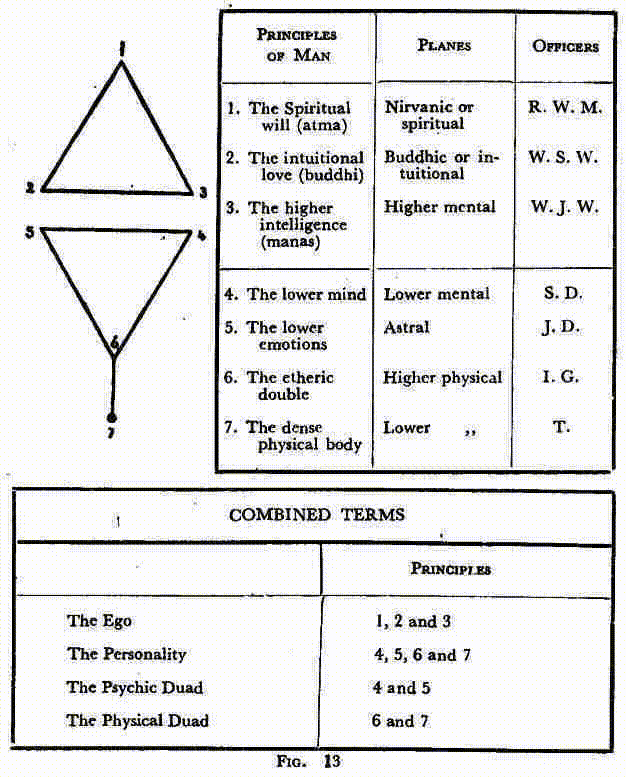 1
2
3
5
4
6
7
PRINCIPLES OF MAN PLANES OFFICERS
1. The Spiritual will (atma) Nirvanic or spiritual R. W. M.
2. The intuitional love (buddhi) Buddhic or in-tuitional W. S. W.
3. The higher intelligence (manas) Higher mental W. J. W.
4. The lower mind Lower mental S. D.
5. The lower emotions Astral J. D.
6. The etheric double Higher physical I. G.
7. The dense physical body Lower ,, T.
COMBINED TERMS
PRINCIPLES
The Ego 1, 2 and 3
The Personality 4, 5, 6 and 7
The Psychic Duad 4 and 5
The Physical Duad 6 and 7
FIG. 13